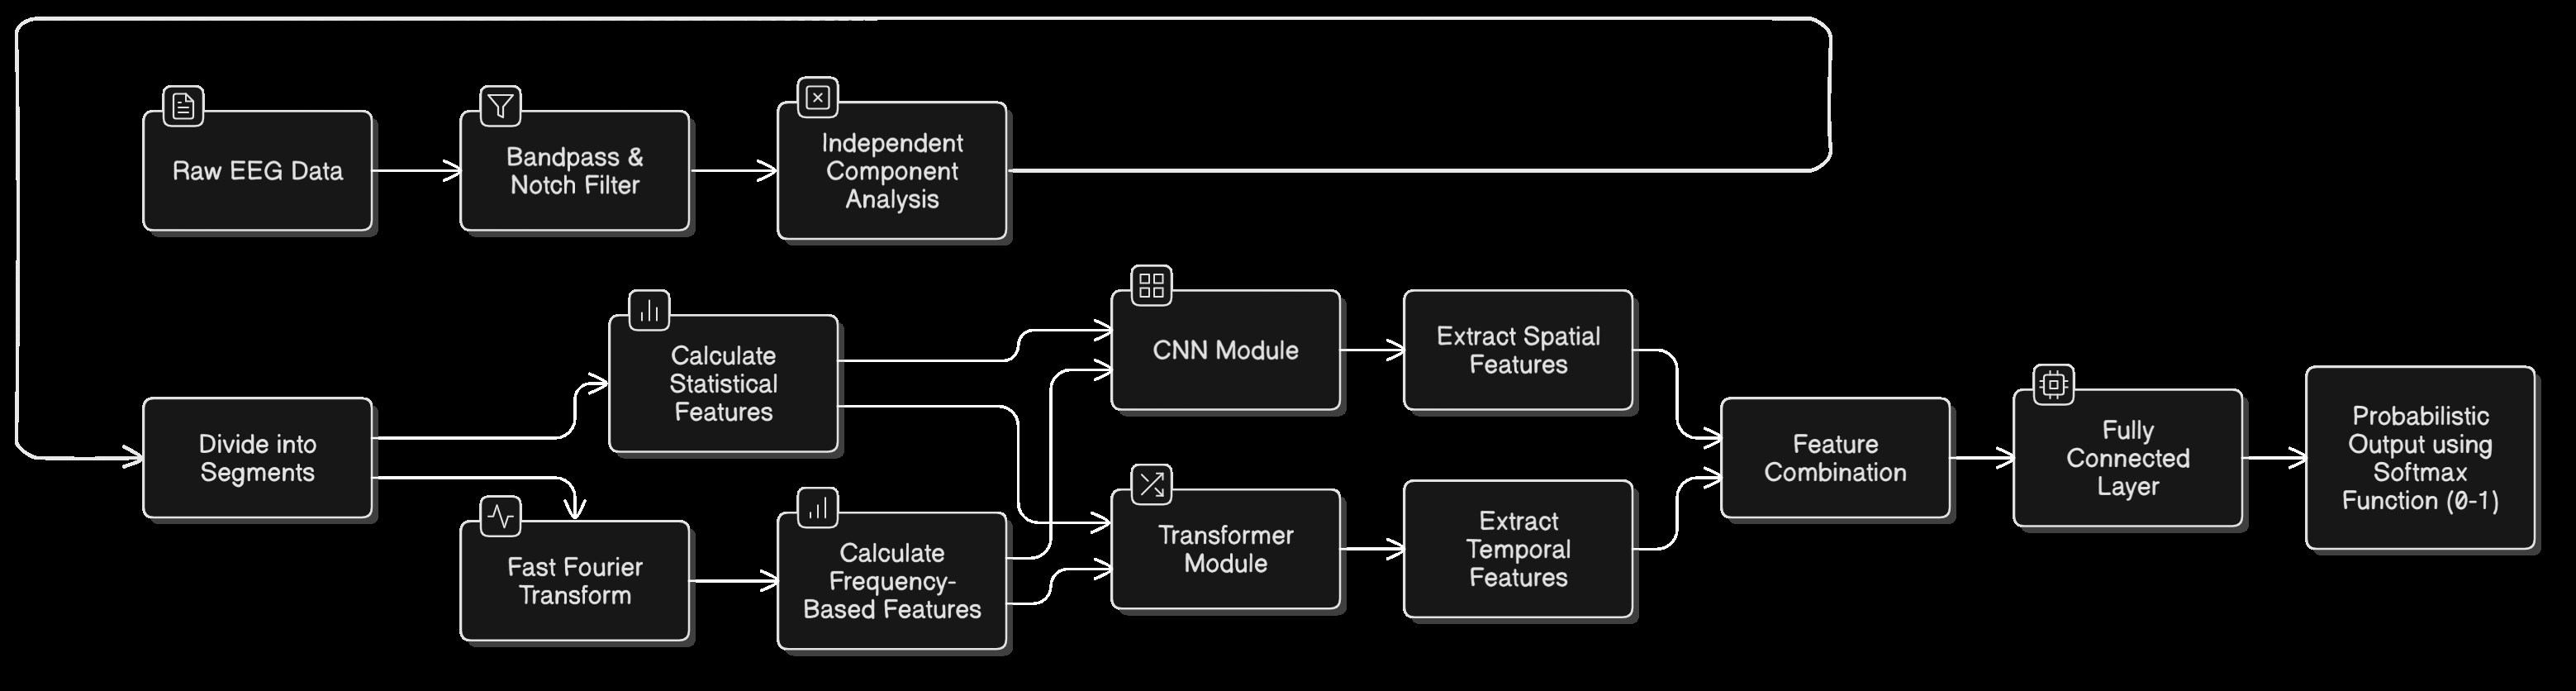 Raw EEG Data
Bandpass &
Notch Filter
Independent
Component
Analysis
Divide into
Segments
Calculate
Statistical
Features
Fast Fourier
Transform
Calculate
Frequency-
Based Features
CNN Module
Transformer
Module
Extract Spatial
Features
Extract
Temporal
Features
Feature
Combination
Fully
Connected
Layer
Probabilistic
Output using
Softmax
Function (0-1)